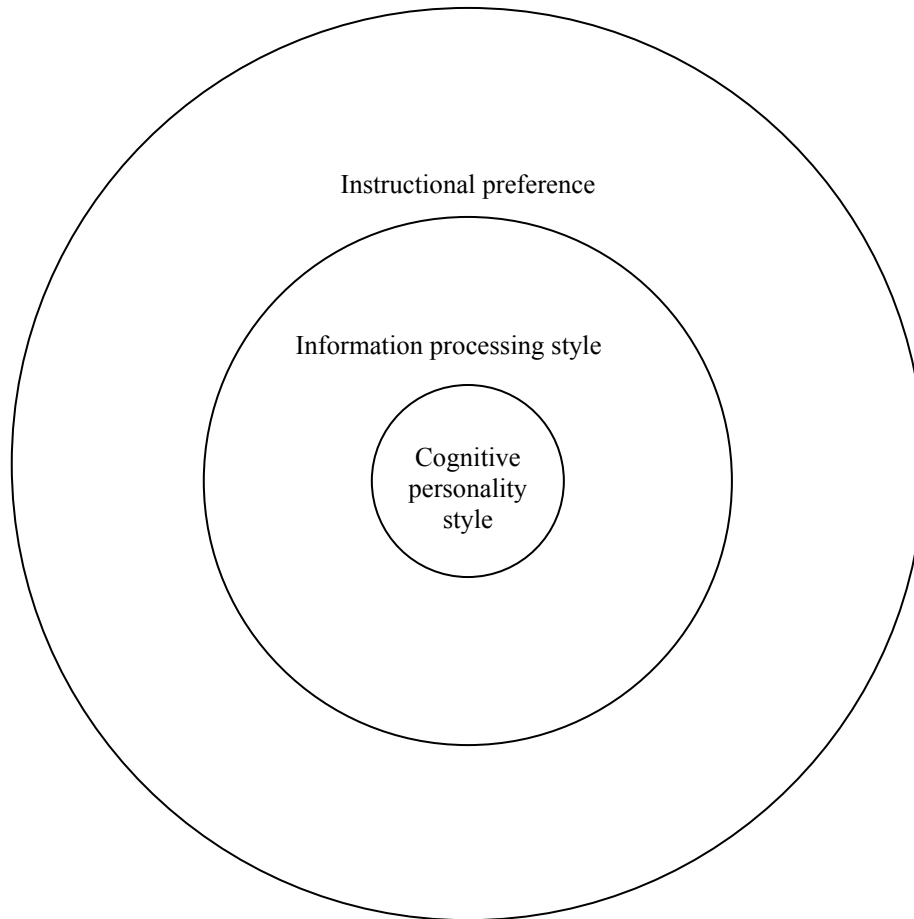 Instructional preference
Information processing style
Cognitive
personality
style